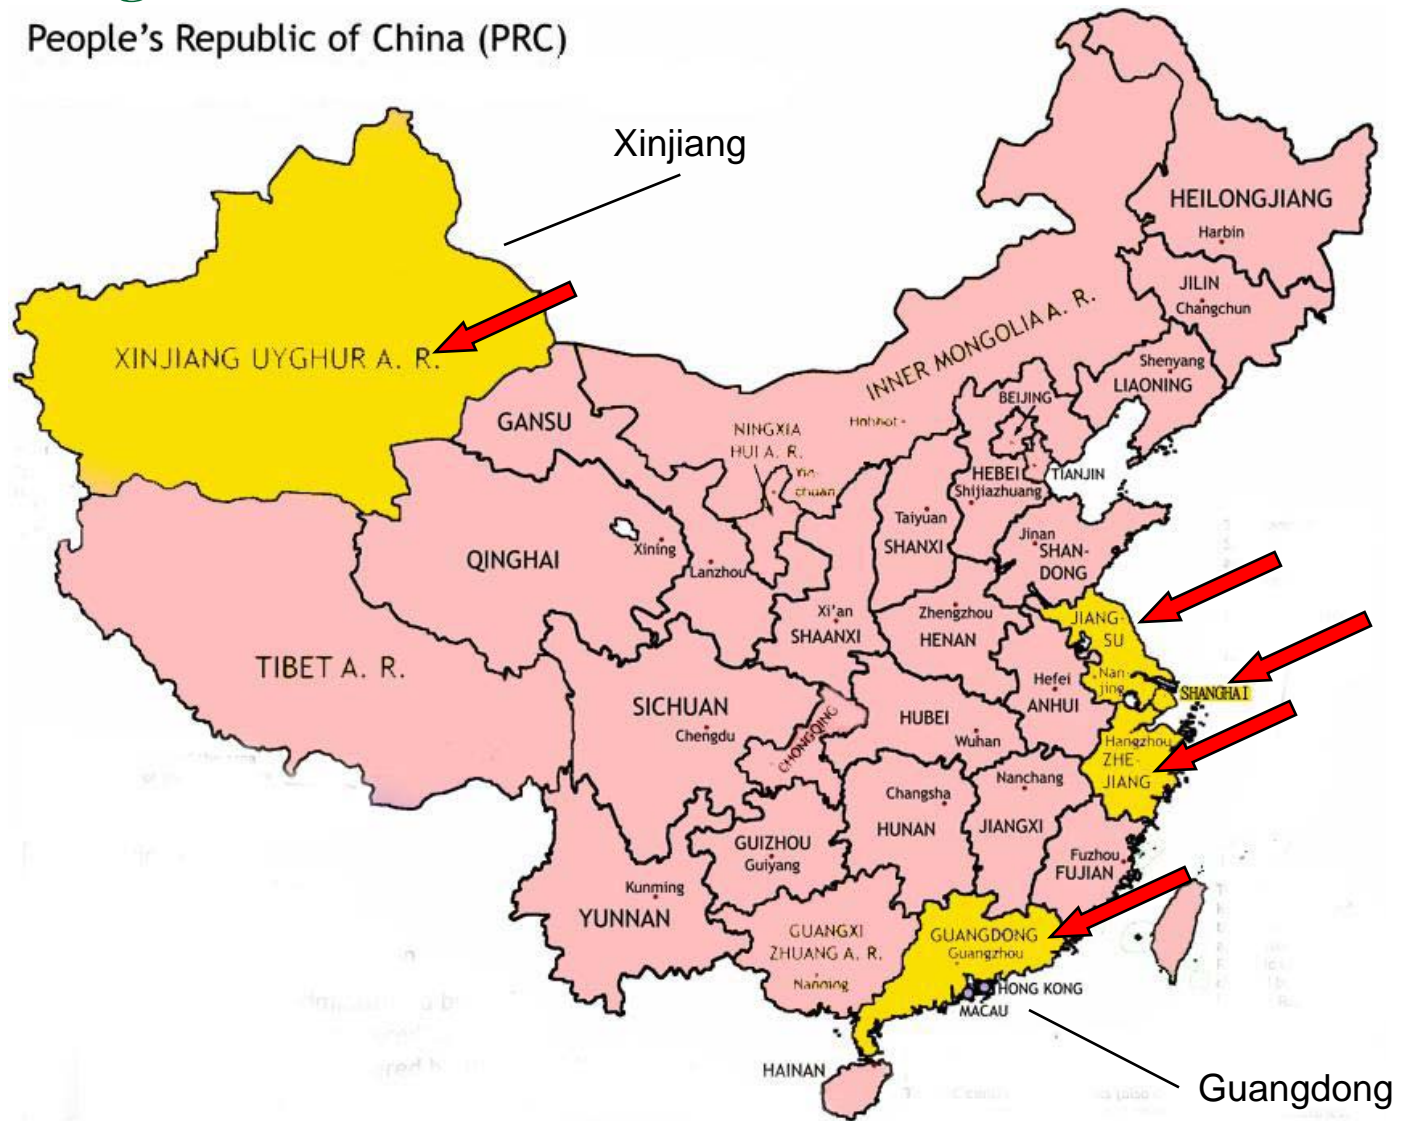 People's Republic of China (PRC)
Xinjiang
HEILONGJIANG
Harbin
JILIN
Changchun
INNER MONGOLIA A. R.
XINJIANG UYGHUR A. R.
Shenyang
LIAONING
BEIJING
GANSU
Hohhot
NINGXIA
HUI A. R.
Yin
chuan
HEBEI
TIANJIN
Shijiazhuang
Taiyuan
SHANXI
Jinan
SHAN-
DONG
QINGHAI
Xining
Lanzhou
Xi'an
SHAANXI
Zhengzhou
HENAN
JIANG-
SU
TIBET A. R.
Nan-
jing
SHANGHAI
Hefei
ANHUI
SICHUAN
Chengdu
CHONGQING
HUBEI
Wuhan
Hangzhou
ZHE-
JIANG
Nanchang
JIANGXI
Changsha
HUNAN
GUIZHOU
Guiyang
Fuzhou
FUJIAN
Kunming
YUNNAN
GUANGXI
ZHUANG A. R.
Nanning
GUANGDONG
Guangzhou
HONG KONG
MACAU
HAINAN
Guangdong